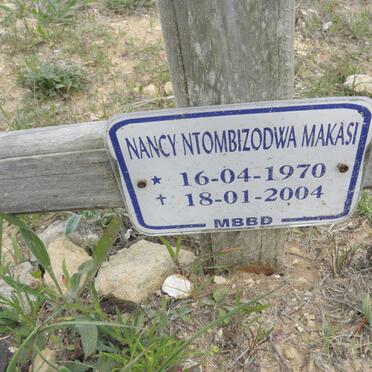 NANCY NTOMBIZODWA MAKASI
★ 16-04-1970
✝ 18-01-2004
MBBD